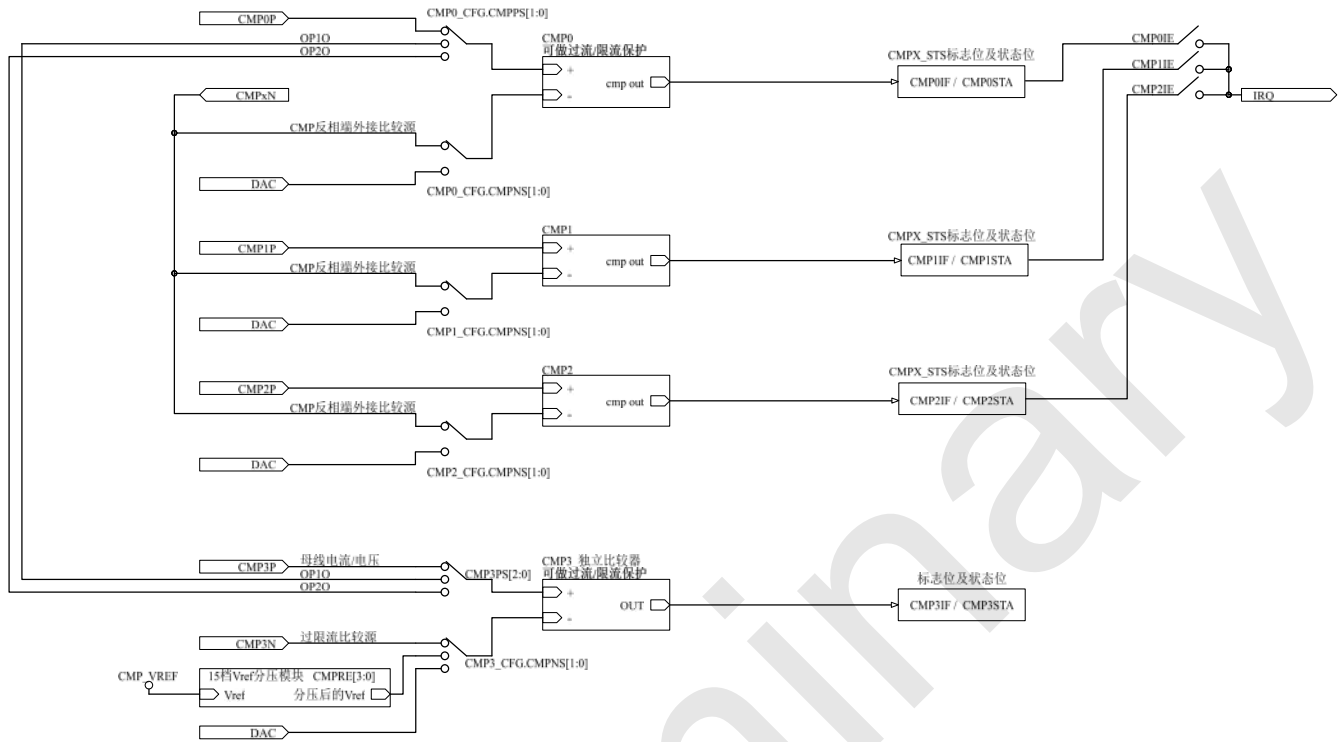 CMP0P
CMP0_CFG.CMPPS[1:0]
OP1O
OP2O
CMP0
可做过流/限流保护
+
-
cmp out
CMPX_STS标志位及状态位
CMP0IF / CMP0STA
CMP0IE
CMP1IE
CMP2IE
IRQ
CMPxN
CMP反相端外接比较源
DAC
CMP0_CFG.CMPNS[1:0]
CMP1P
CMP1
+
-
cmp out
CMPX_STS标志位及状态位
CMP1IF / CMP1STA
CMP反相端外接比较源
DAC
CMP1_CFG.CMPNS[1:0]
CMP2P
CMP2
+
-
cmp out
CMPX_STS标志位及状态位
CMP2IF / CMP2STA
CMP反相端外接比较源
DAC
CMP2_CFG.CMPNS[1:0]
CMP3P
母线电流/电压
OP1O
OP2O
CMP3PS[2:0]
CMP3 独立比较器
可做过流/限流保护
+
-
OUT
标志位及状态位
CMP3IF / CMP3STA
CMP3N
过限流比较源
CMP3_CFG.CMPNS[1:0]
CMP_VREF
15档Vref分压模块 CMPRE[3:0]
Vref
分压后的Vref
DAC
inary